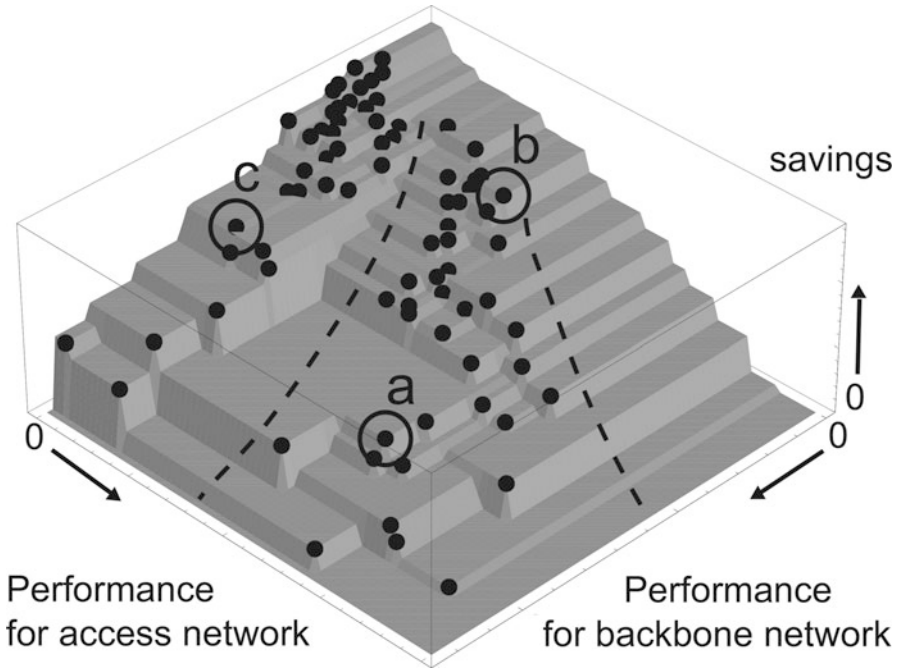 b
c
savings
a
0
0
0
Performance
for access network
Performance
for backbone network